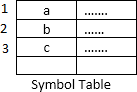 1 a .......
2 b .......
3 c .......
Symbol Table